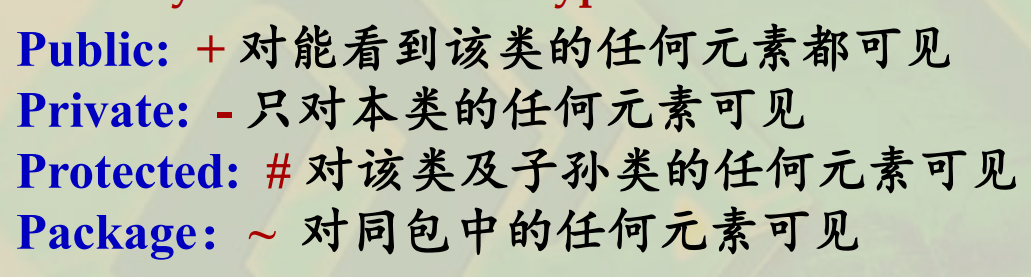 Public: + 对能看到该类的任何元素都可见
Private: - 只对本类的任何元素可见
Protected: # 对该类及子孙类的任何元素可见
Package: ~ 对同包中的任何元素可见